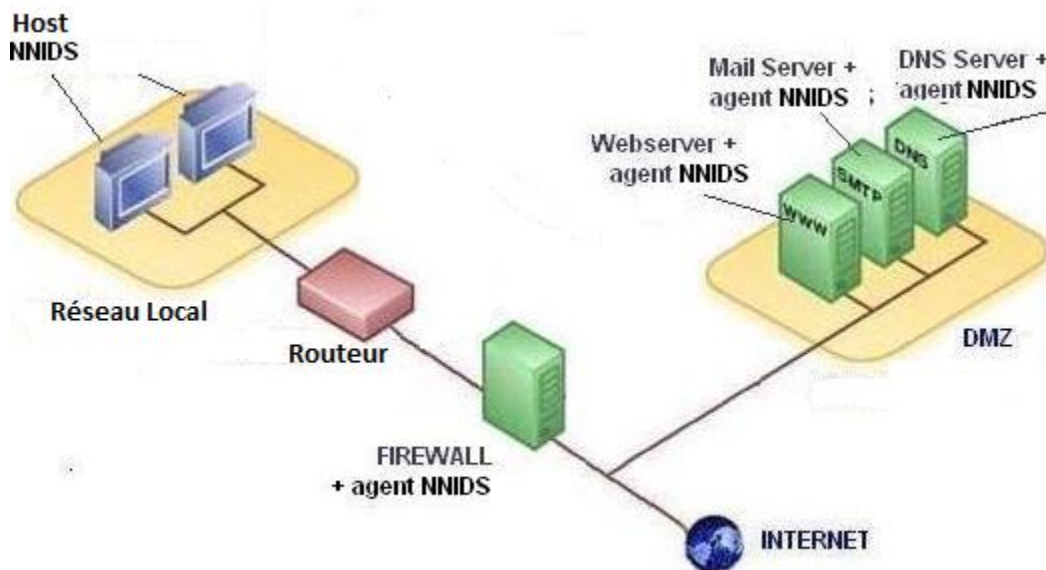 Host
NNIDS
Mail Server +
agent NNIDS ;
DNS Server +
agent NNIDS
Webserver +
agent NNIDS
DNS
SMTP
WWW
Réseau Local
Routeur
DMZ
FIREWALL
+ agent NNIDS
INTERNET